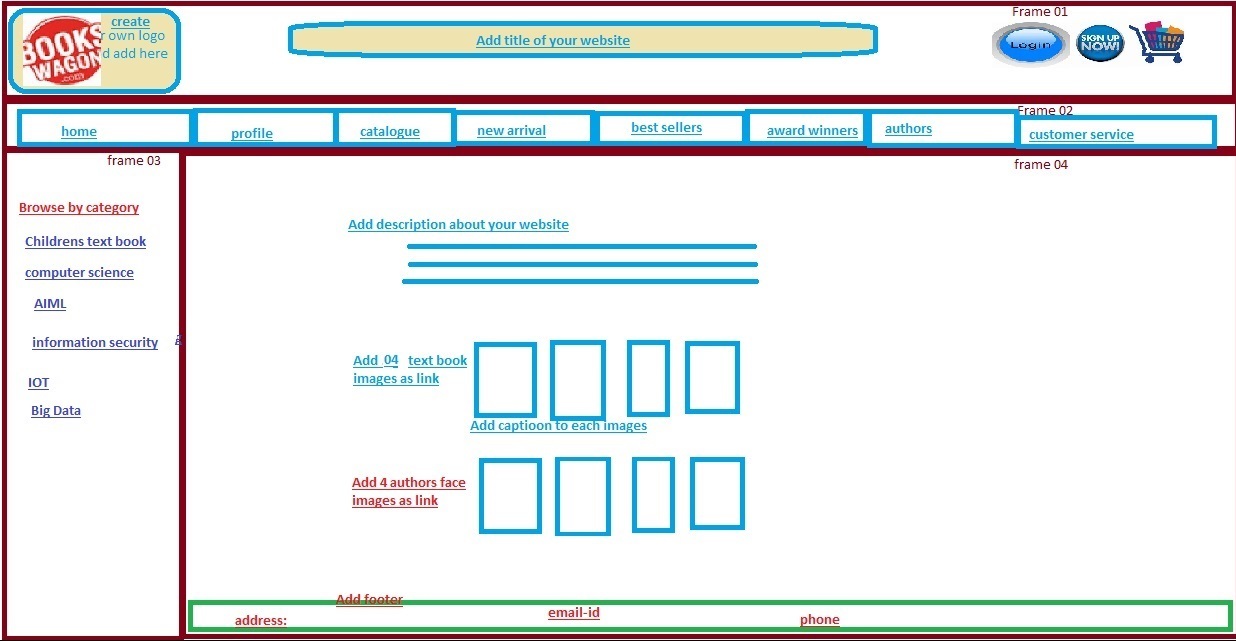 Frame 01
create
BOOKS
WAGON
.com
r own logo
d add here
Add title of your website
Login
SIGN UP
NOW!
Frame 02
home
profile
catalogue
new arrival
best sellers
award winners
authors
customer service
frame 03
frame 04
Browse by category
Childrens text book
computer science
AIML
information security
IOT
Big Data
Add description about your website
Add 04 text book
images as link
Add captioon to each images
Add 4 authors face
images as link
Add footer
address:
email-id
phone